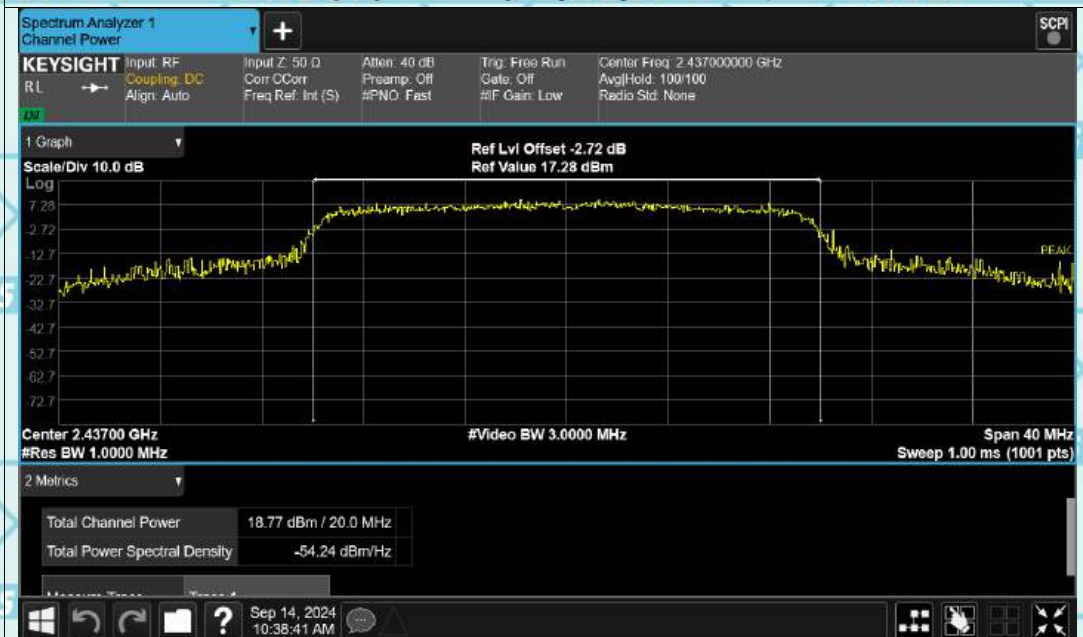 Spectrum Analyzer 1
Channel Power
+
SCPI
KEYSIGHT
RL
LXI
Input: RF
Coupling: DC
Align: Auto
Input Z: 50 Ω
Corr CCorr
Freq Ref: Int (S)
Atten: 40 dB
Preamp: Off
#PNO: Fast
Trig: Free Run
Gate: Off
#IF Gain: Low
Center Freq: 2.437000000 GHz
Avg|Hold: 100/100
Radio Std: None
1 Graph
Scale/Div 10.0 dB
Ref Lvl Offset -2.72 dB
Ref Value 17.28 dBm
Log
7.28
-2.72
-12.7
-22.7
-32.7
-42.7
-52.7
-62.7
-72.7
PEAK
Center 2.43700 GHz
#Res BW 1.0000 MHz
#Video BW 3.0000 MHz
Span 40 MHz
Sweep 1.00 ms (1001 pts)
2 Metrics
Total Channel Power 18.77 dBm / 20.0 MHz
Total Power Spectral Density -54.24 dBm/Hz
Measure Trace Trace 1
?
Sep 14, 2024
10:38:41 AM